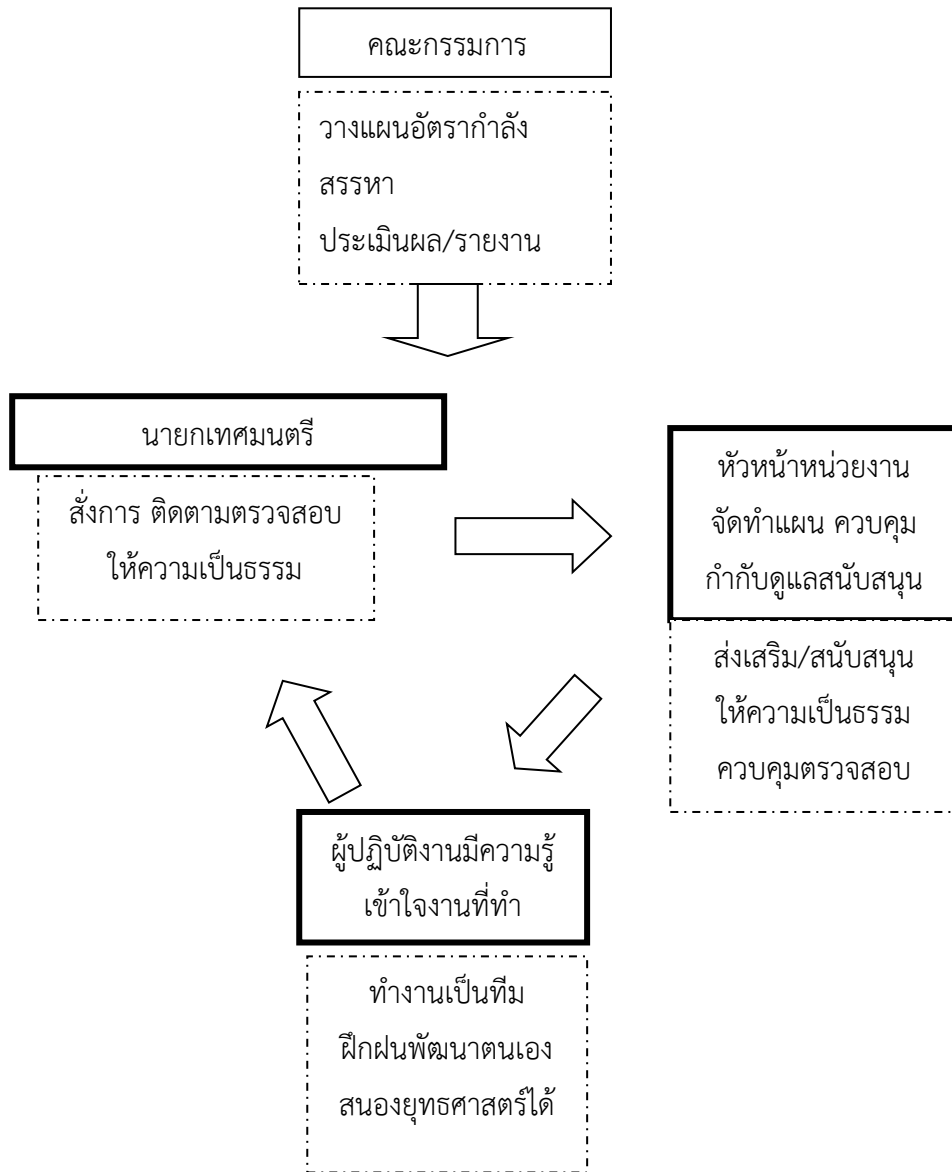 คณะกรรมการ
วางแผนอัตรากำลัง
สรรหา
ประเมินผล/รายงาน
นายกเทศมนตรี
สั่งการ ติดตามตรวจสอบ
ให้ความเป็นธรรม
หัวหน้าหน่วยงาน
จัดทำแผน ควบคุม
กำกับดูแลสนับสนุน
ส่งเสริม/สนับสนุน
ให้ความเป็นธรรม
ควบคุมตรวจสอบ
ผู้ปฏิบัติงานมีความรู้
เข้าใจงานที่ทำ
ทำงานเป็นทีม
ฝึกฝนพัฒนาตนเอง
สนองยุทธศาสตร์ได้